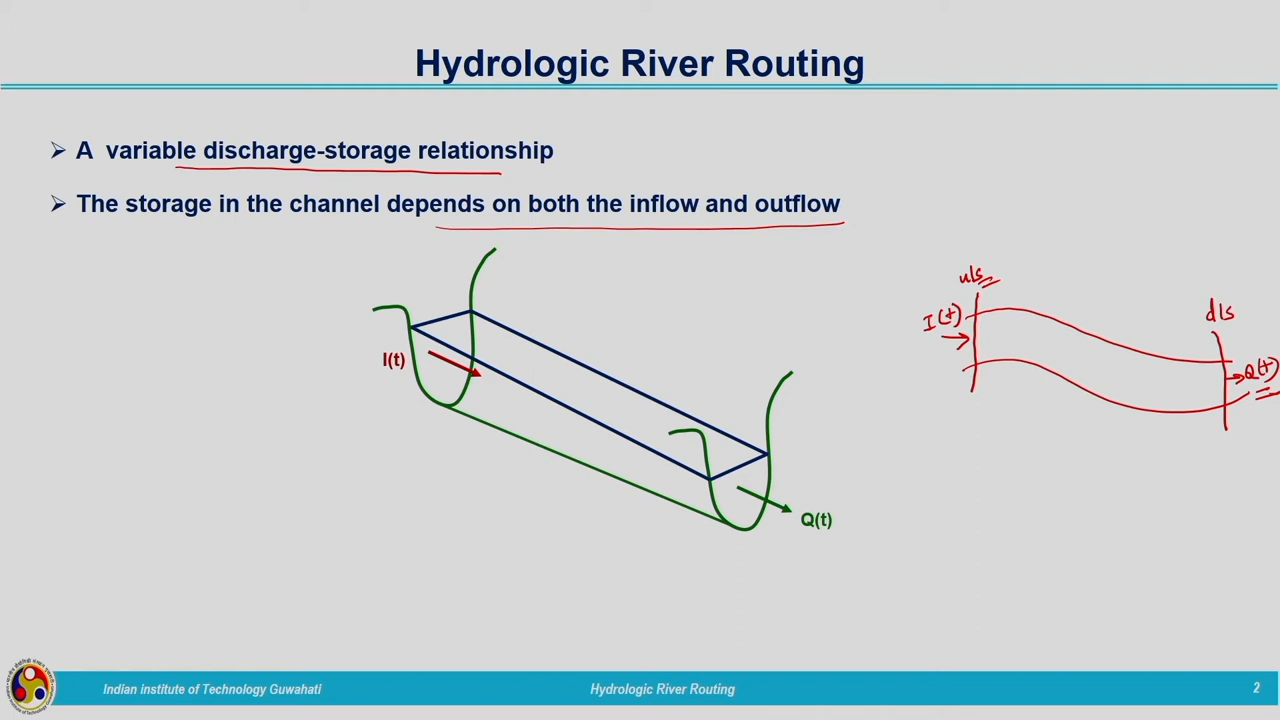 Hydrologic River Routing
A variable discharge-storage relationship
The storage in the channel depends on both the inflow and outflow
u/s
I(t)
d/s
Q(t)
I(t)
Q(t)
Indian institute of Technology Guwahati
Hydrologic River Routing
2